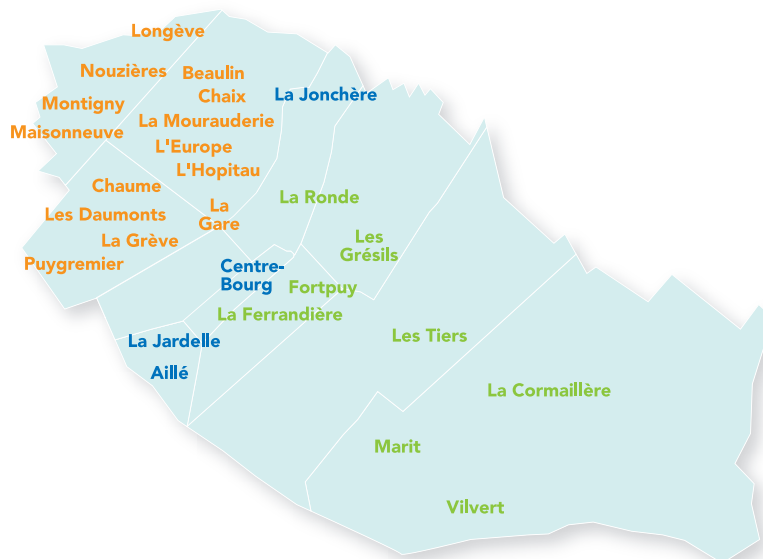 Longève
Nouzières
Beaulin
Chaix
La Jonchère
Montigny
La Mourauderie
Maisonneuve
L'Europe
L'Hopitau
Chaume
La Ronde
Les Daumonts
La
Gare
La Grève
Les
Grésils
Puygremier
Centre-
Bourg
Fortpuy
La Ferrandière
Les Tiers
La Jardelle
Aillé
La Cormaillère
Marit
Vilvert